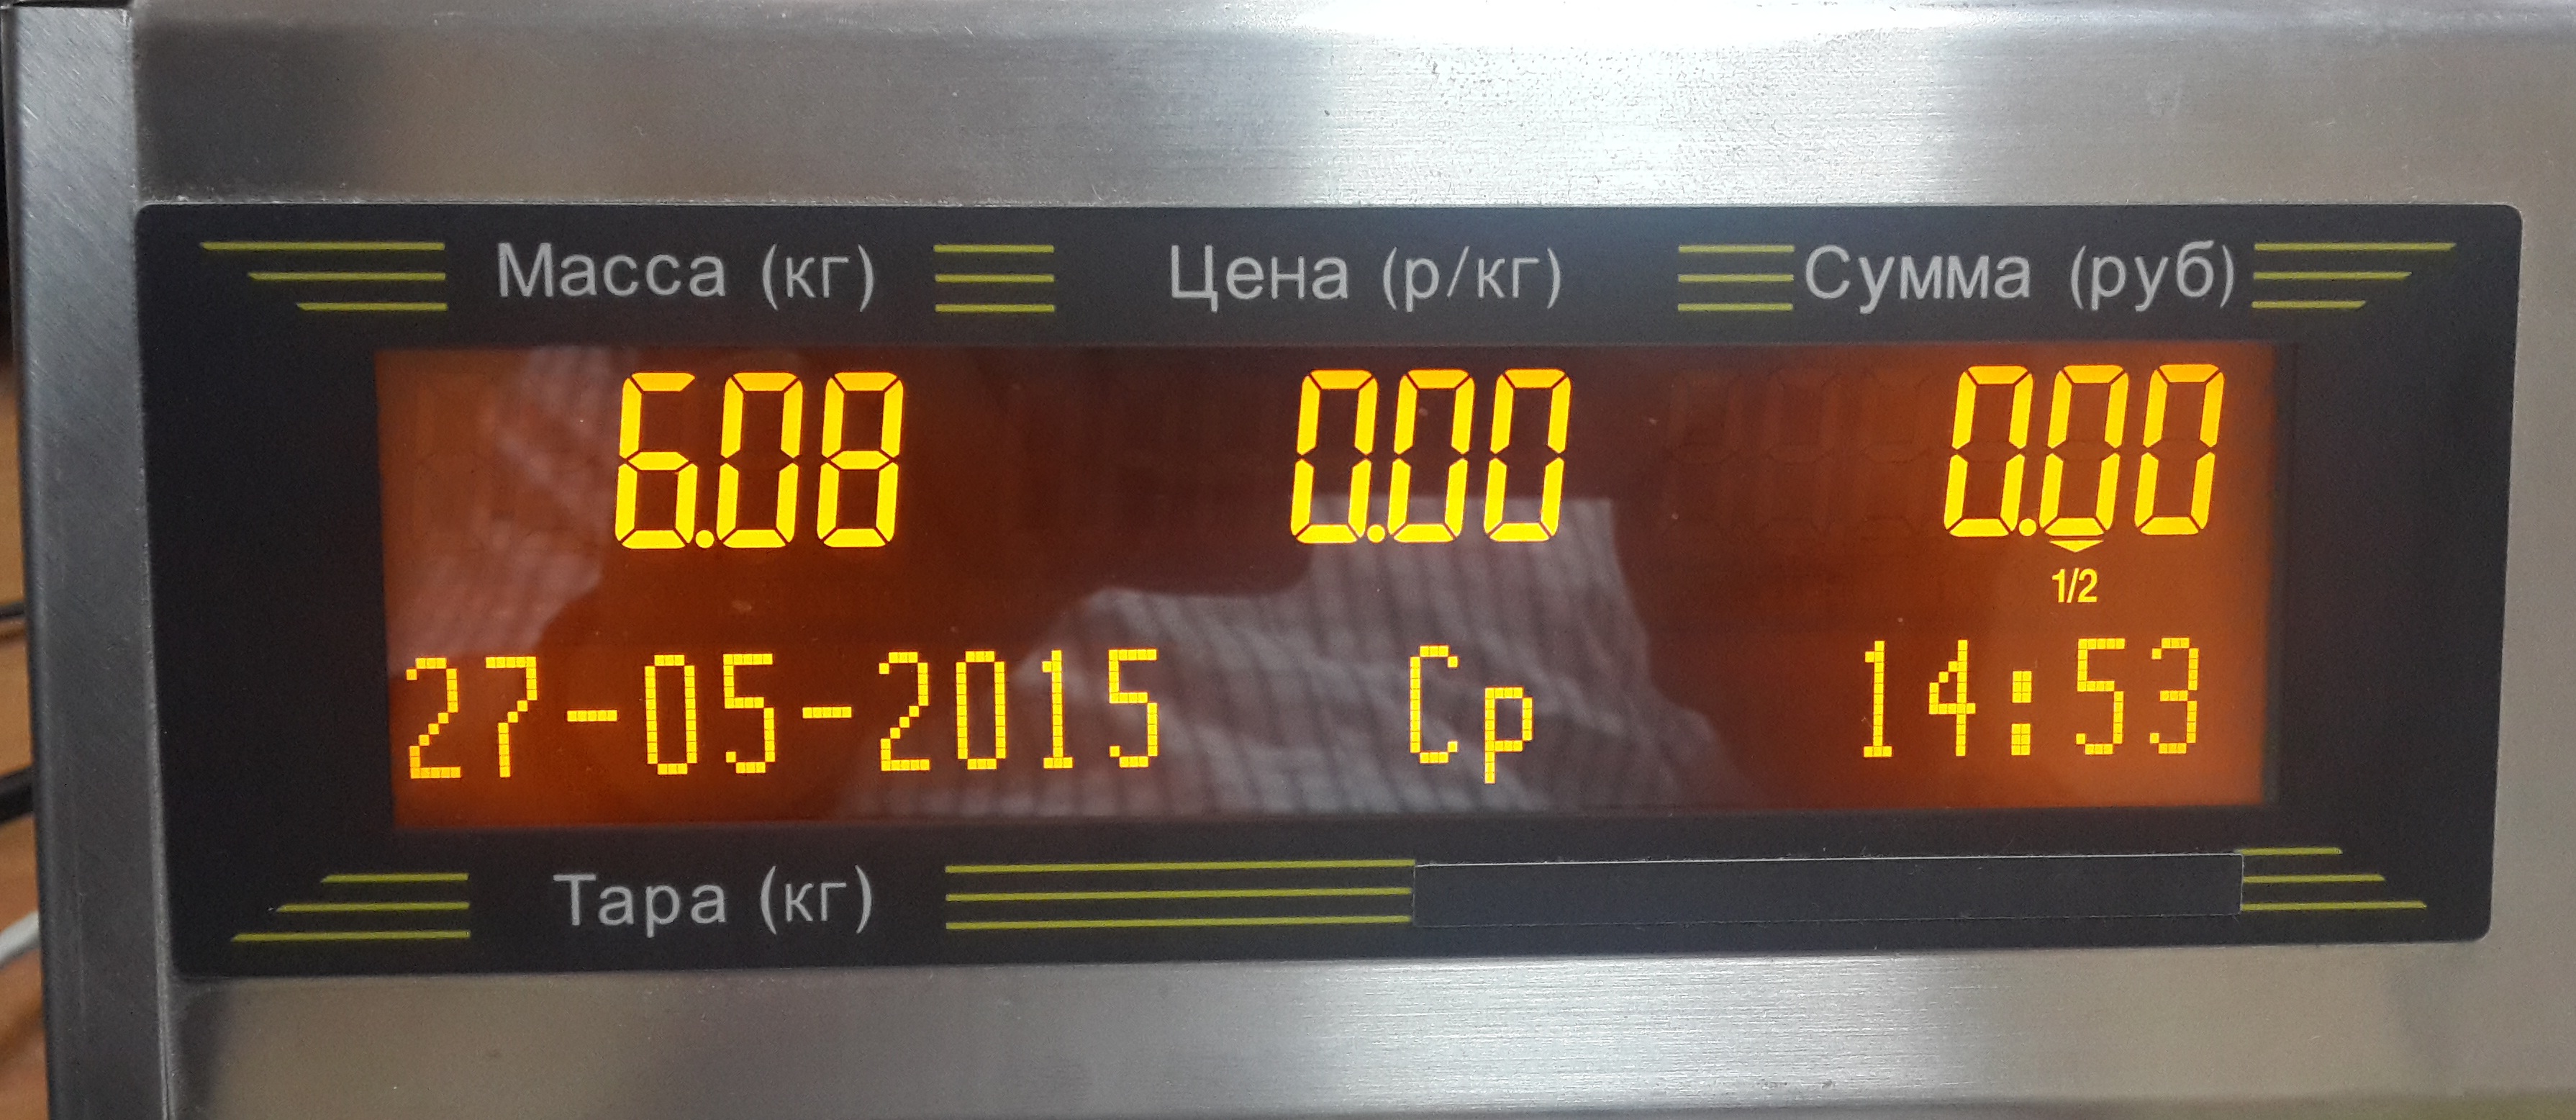 Масса (кг) Цена (р/кг) Сумма (руб)
6.08 0.00 0.00
1/2
27-05-2015 Ср 14:53
Тара (кг)